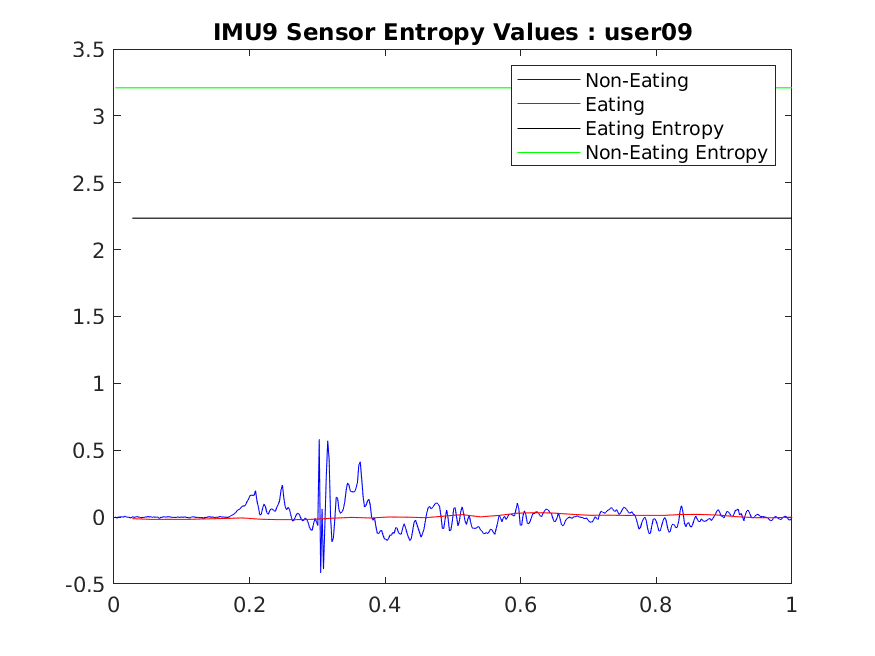 IMU9 Sensor Entropy Values : user09
3.5
3
2.5
2
1.5
1
0.5
0
-0.5
Non-Eating
Eating
Eating Entropy
Non-Eating Entropy
0 0.2 0.4 0.6 0.8 1